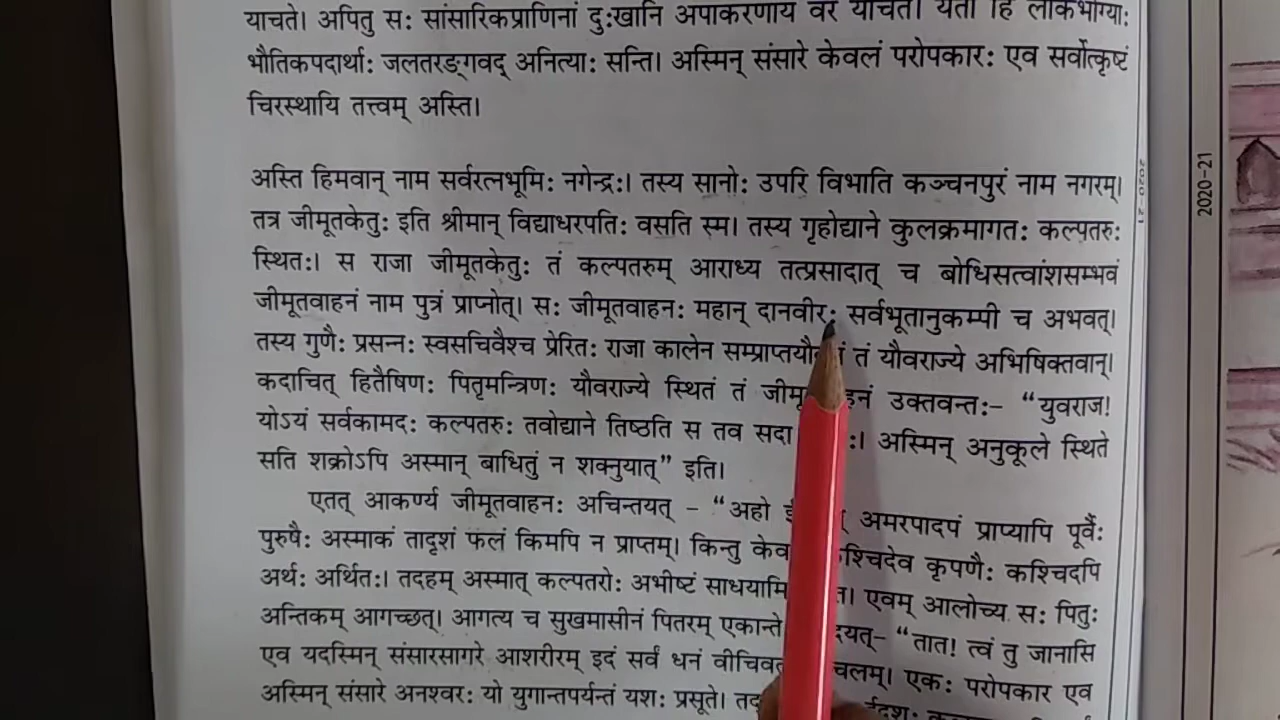 याचते। अपितु सः सांसारिकप्राणिनां दुःखानि अपाकरणाय वरं याचते। यतो हि लोकभोग्याः
भौतिकपदार्थाः जलतरङ्गवद् अनित्याः सन्ति। अस्मिन् संसारे केवलं परोपकारः एव सर्वोत्कृष्टं
चिरस्थायि तत्त्वम् अस्ति।
अस्ति हिमवान् नाम सर्वरत्नभूमिः नगेन्द्रः। तस्य सानोः उपरि विभाति कञ्चनपुरं नाम नगरम्।
तत्र जीमूतकेतुः इति श्रीमान् विद्याधरपतिः वसति स्म। तस्य गृहोद्याने कुलक्रमागतः कल्पतरुः
स्थितः। स राजा जीमूतकेतुः तं कल्पतरुम् आराध्य तत्प्रसादात् च बोधिसत्वांशसम्भवं
जीमूतवाहनं नाम पुत्रं प्राप्नोत्। सः जीमूतवाहनः महान् दानवीरः सर्वभूतानुकम्पी च अभवत्।
तस्य गुणैः प्रसन्नः स्वसचिवैश्च प्रेरितः राजा कालेन तं यौवराज्ये अभिषिक्तवान्।
कदाचित् हितैषिणः पितृमन्त्रिणः यौवराज्ये स्थितं तं उक्तवन्तः- “युवराज!
योऽयं सर्वकामदः कल्पतरुः तवोद्याने तिष्ठति स तव सदा अस्मिन् अनुकूले स्थिते
सति शक्रोऽपि अस्मान् बाधितुं न शक्नुयात्” इति।
एतत् आकर्ण्य जीमूतवाहनः अचिन्तयत् - “अहो अमरपादपं प्राप्यापि पूर्वैः
पुरुषैः अस्माकं तादृशं फलं किमपि न प्राप्तम्। किन्तु कृपणैः कश्चिदपि
अर्थः अर्थितः। तदहम् अस्मात् कल्पतरोः अभीष्टं साधयामि एवम् आलोच्य सः पितुः
अन्तिकम् आगच्छत्। आगत्य च सुखमासीनं पितरम् एकान्ते “तात! त्वं तु जानासि
एव यदस्मिन् संसारसागरे आशरीरम् इदं सर्वं धनं एकः परोपकार एव
अस्मिन् संसारे अनश्वरः यो युगान्तपर्यन्तं यशः प्रसूते।
2020-21
2020-21